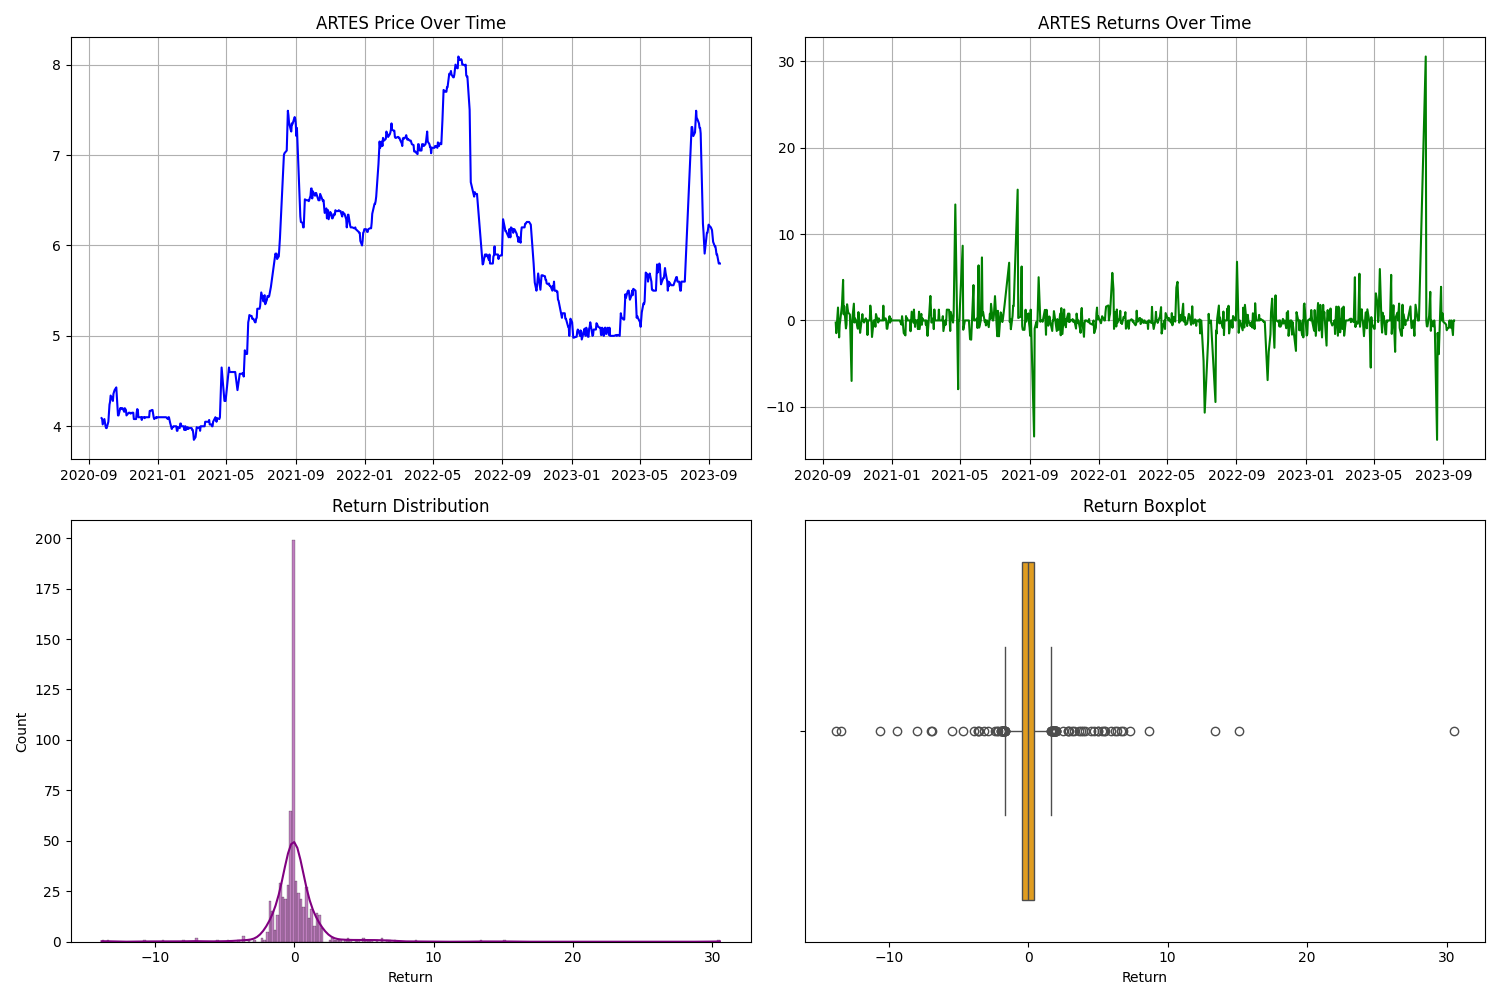 ARTES Price Over Time
8
7
6
5
4
2020-09 2021-01 2021-05 2021-09 2022-01 2022-05 2022-09 2023-01 2023-05 2023-09
ARTES Returns Over Time
30
20
10
0
−10
2020-09 2021-01 2021-05 2021-09 2022-01 2022-05 2022-09 2023-01 2023-05 2023-09
Return Distribution
Count
200
175
150
125
100
75
50
25
0
−10 0 10 20 30
Return
Return Boxplot
−10 0 10 20 30
Return